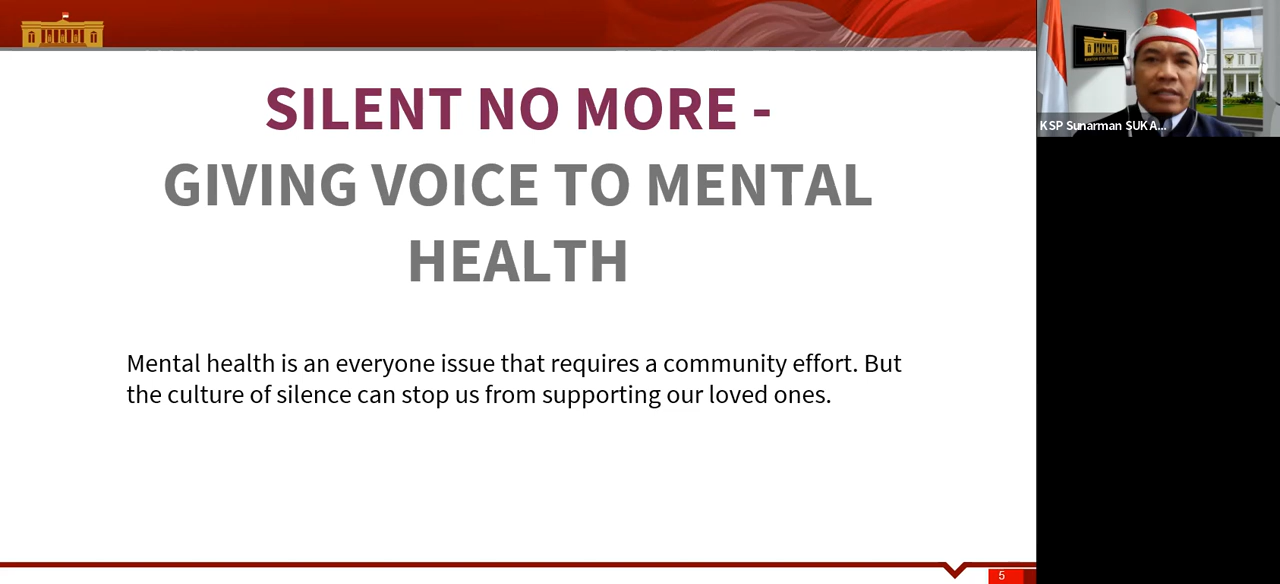 SILENT NO MORE -
GIVING VOICE TO MENTAL
HEALTH
Mental health is an everyone issue that requires a community effort. But
the culture of silence can stop us from supporting our loved ones.
5
KSP Sunarman SUKA...